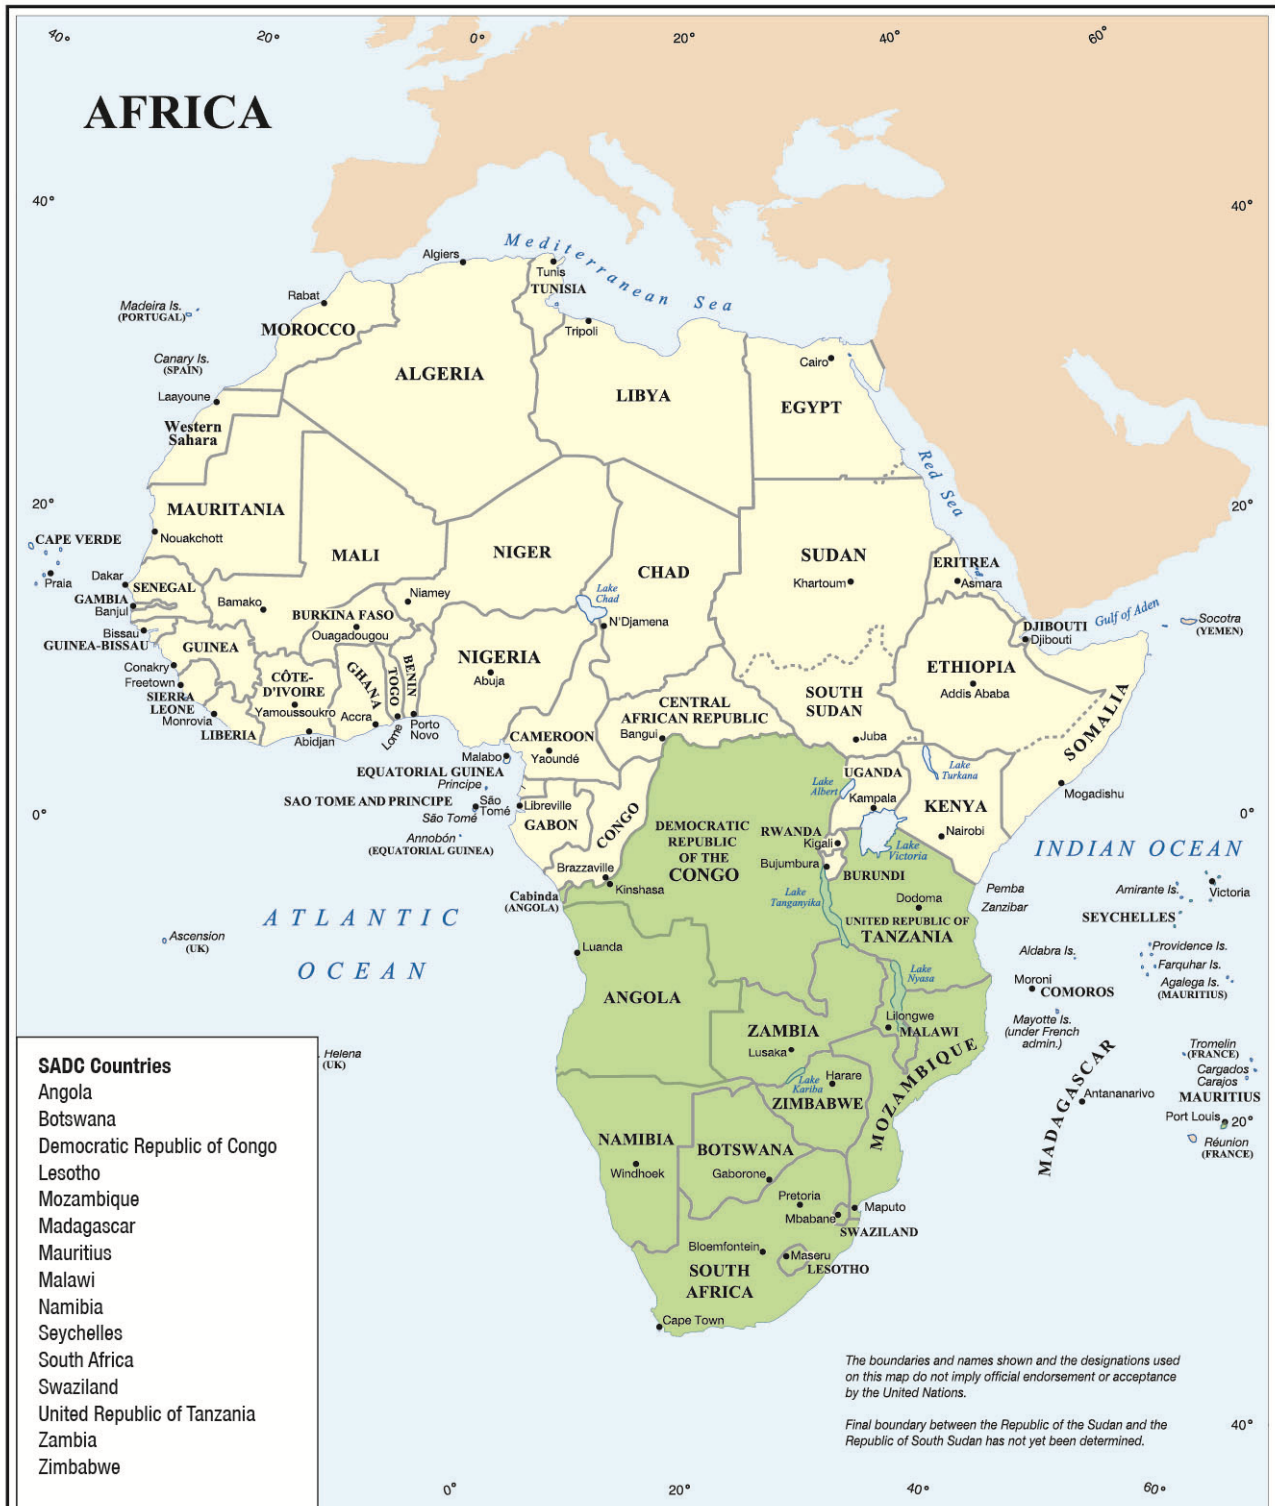 40°
20°
0°
20°
40°
60°
AFRICA
40°
40°
Mediterranean Sea
Algiers
Tunis
TUNISIA
Rabat
Madeira Is.
(PORTUGAL)
MOROCCO
Tripoli
Canary Is.
(SPAIN)
Cairo
ALGERIA
LIBYA
EGYPT
Laayoune
Western
Sahara
Red Sea
20°
20°
MAURITANIA
Nouakchott
CAPE VERDE
Praia
MALI
NIGER
CHAD
SUDAN
Khartoum
ERITREA
Asmara
Dakar
SENEGAL
GAMBIA
Banjul
Bamako
Niamey
Lake
Chad
N'Djamena
BURKINA FASO
Ouagadougou
Bissau
GUINEA-BISSAU
GUINEA
Gulf of Aden
Socotra
(YEMEN)
DJIBOUTI
Djibouti
NIGERIA
Abuja
BENIN
TOGO
GHANA
CÔTE-
D'IVOIRE
Yamoussoukro
Conakry
Freetown
SIERRA
LEONE
Monrovia
LIBERIA
Abidjan
Accra
Lome
Porto
Novo
ETHIOPIA
Addis Ababa
SOUTH
SUDAN
Juba
SOMALIA
CENTRAL
AFRICAN REPUBLIC
Bangui
CAMEROON
Yaoundé
Malabo
EQUATORIAL GUINEA
Principe
SAO TOME AND PRINCIPE
São
Tomé
São Tomé
Libreville
GABON
CONGO
Annobón
(EQUATORIAL GUINEA)
UGANDA
Kampala
Lake
Albert
Lake
Turkana
KENYA
Nairobi
Mogadishu
0°
0°
DEMOCRATIC
REPUBLIC
OF THE
CONGO
RWANDA
Kigali
Bujumbura
BURUNDI
Lake
Victoria
INDIAN OCEAN
Brazzaville
Kinshasa
Cabinda
(ANGOLA)
Lake
Tanganyika
Dodoma
UNITED REPUBLIC OF
TANZANIA
Pemba
Zanzibar
Amirante Is.
Victoria
SEYCHELLES
ATLANTIC
OCEAN
Ascension
(UK)
Luanda
Aldabra Is.
Providence Is.
Farquhar Is.
Agalega Is.
(MAURITIUS)
Moroni
COMOROS
Mayotte Is.
(under French
admin.)
ANGOLA
Lake
Nyasa
Lilongwe
MALAWI
ZAMBIA
Lusaka
MOZAMBIQUE
Lake
Kariba
Harare
ZIMBABWE
MADAGASCAR
Antananarivo
Tromelin
(FRANCE)
Cargados
Carajos
MAURITIUS
Port Louis
20°
Réunion
(FRANCE)
. Helena
(UK)
NAMIBIA
Windhoek
BOTSWANA
Gaborone
Pretoria
Mbabane
Maputo
SWAZILAND
Bloemfontein
Maseru
LESOTHO
SOUTH
AFRICA
Cape Town
SADC Countries
Angola
Botswana
Democratic Republic of Congo
Lesotho
Mozambique
Madagascar
Mauritius
Malawi
Namibia
Seychelles
South Africa
Swaziland
United Republic of Tanzania
Zambia
Zimbabwe
The boundaries and names shown and the designations used
on this map do not imply official endorsement or acceptance
by the United Nations.
Final boundary between the Republic of the Sudan and the
Republic of South Sudan has not yet been determined.
40°
0°
20°
40°
60°